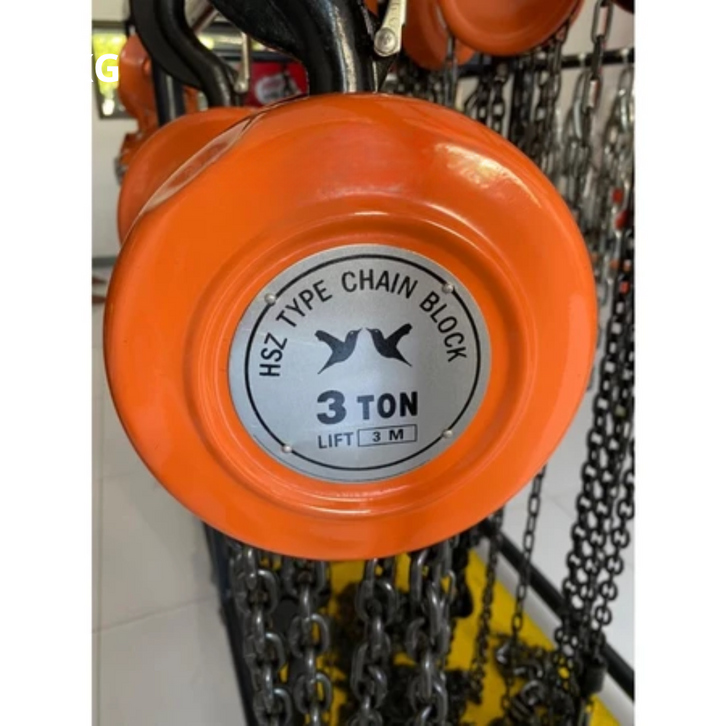 HSZ TYPE CHAIN BLOCK
3 TON
LIFT 3 M